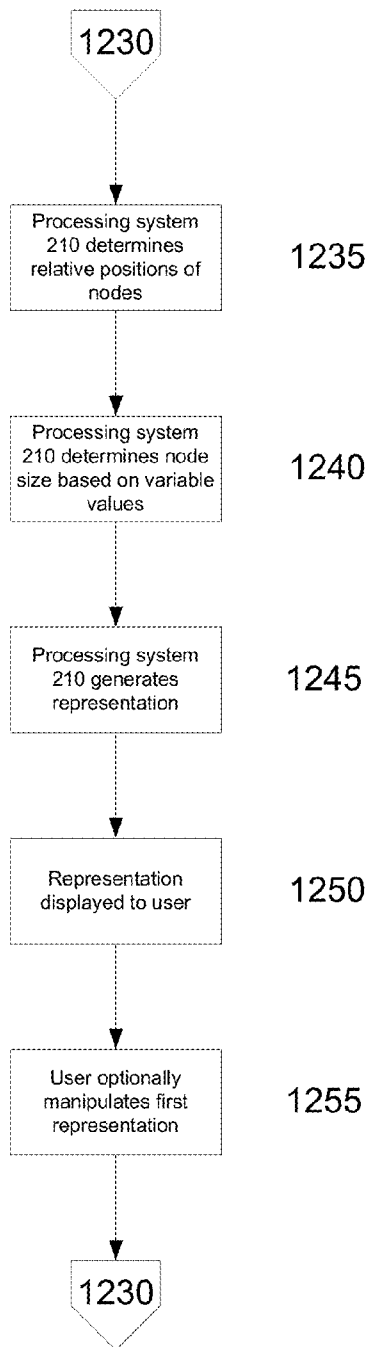 1230
Processing system
210 determines
relative positions of
nodes
1235
Processing system
210 determines node
size based on variable
values
1240
Processing system
210 generates
representation
1245
Representation
displayed to user
1250
User optionally
manipulates first
representation
1255
1230